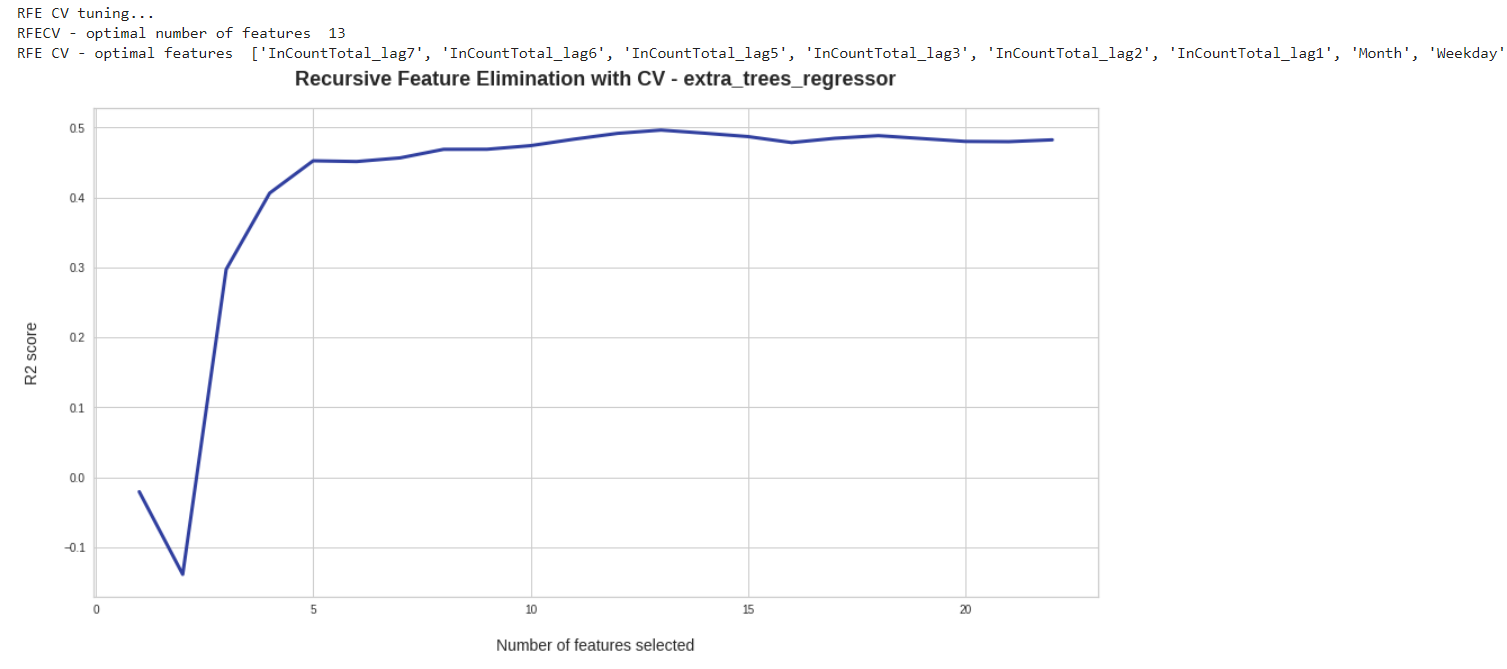 RFE CV tuning...
RFECV - optimal number of features  13
RFE CV - optimal features  ['InCountTotal_lag7', 'InCountTotal_lag6', 'InCountTotal_lag5', 'InCountTotal_lag3', 'InCountTotal_lag2', 'InCountTotal_lag1', 'Month', 'Weekday'
Recursive Feature Elimination with CV - extra_trees_regressor
0.5
0.4
0.3
0.2
0.1
0.0
−0.1
R2 score
0 5 10 15 20
Number of features selected